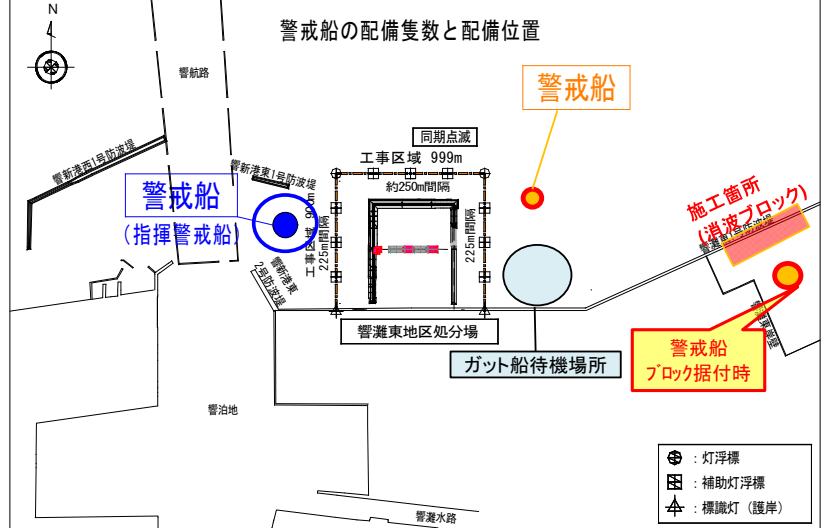 警戒船の配備隻数と配備位置
N
響航路
警戒船
同期点滅
工事区域 999m
約250m間隔
響新港西1号防波堤
響新港東1号防波堤
警戒船
(指揮警戒船)
225m間隔
225m間隔
施工箇所
(消波ブロック)
響新港東
2号防波堤
響灘東地区処分場
ガット船待機場所
警戒船
ブロック据付時
響泊地
響灘水路
：灯浮標
：補助灯浮標
：標識灯（護岸）